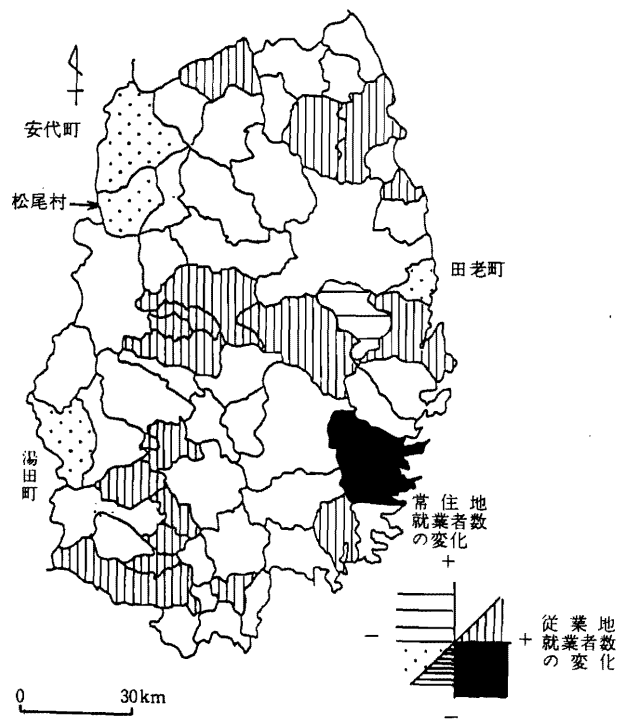 安代町
松尾村
田老町
湯田町
常住地
就業者数
の変化
+
−
+
従業地
就業者数
の変化
−
0 30km